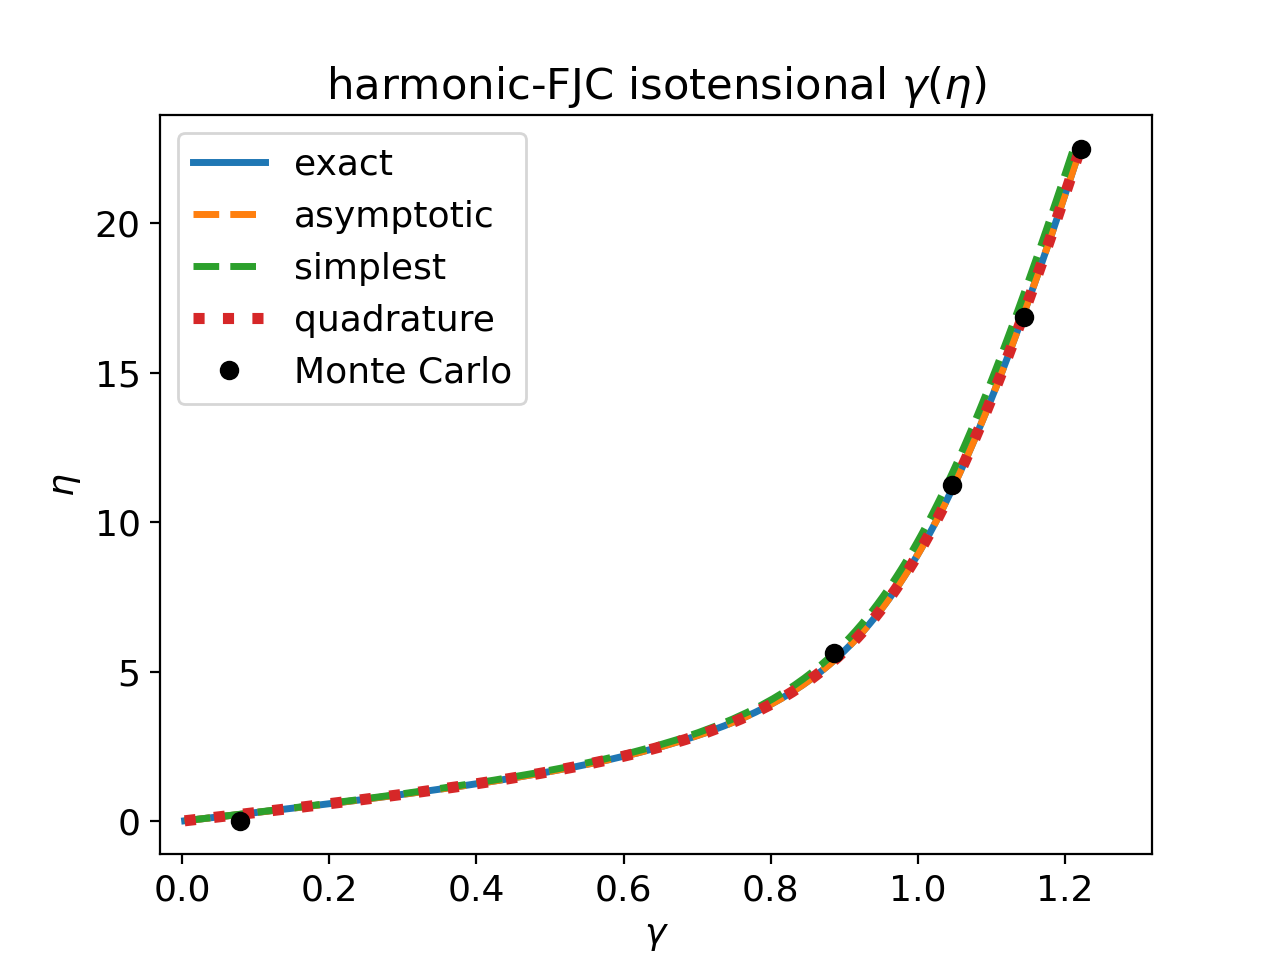 harmonic-FJC isotensional γ(η)
exact
asymptotic
simplest
quadrature
Monte Carlo
η
20
15
10
5
0
0.0 0.2 0.4 0.6 0.8 1.0 1.2
γ